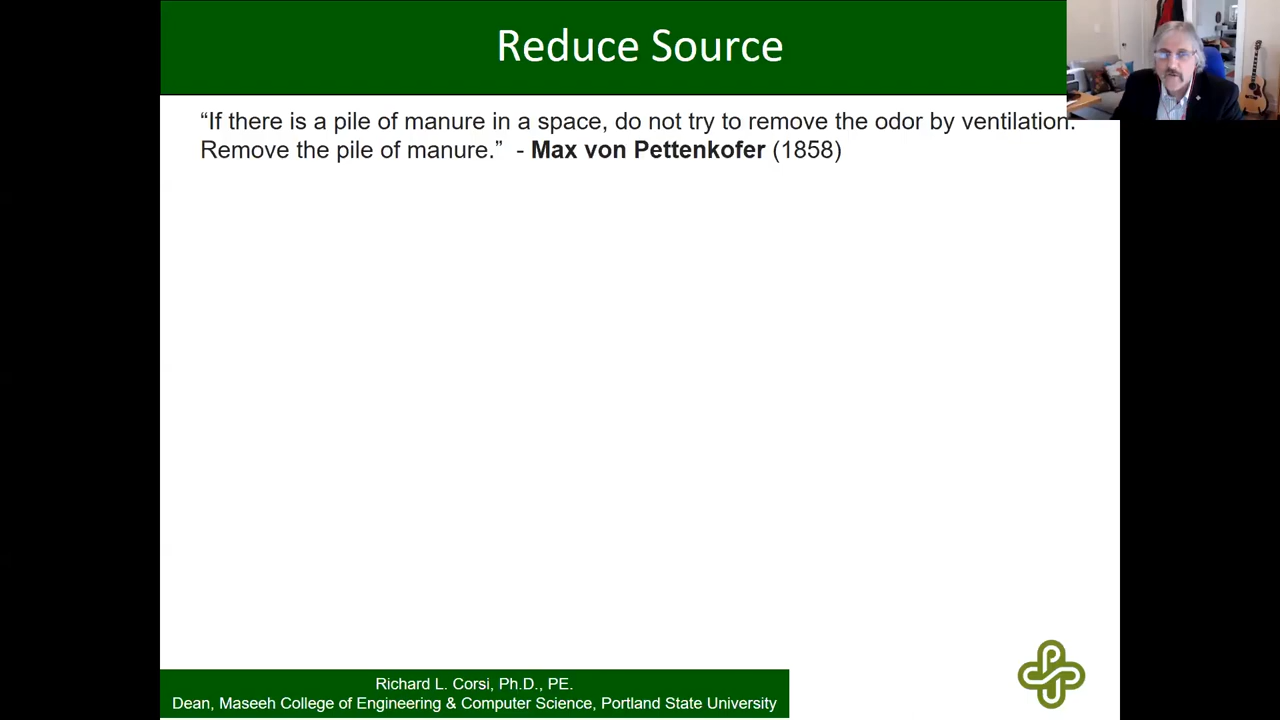 Reduce Source
“If there is a pile of manure in a space, do not try to remove the odor by ventilation.
Remove the pile of manure.”  - Max von Pettenkofer (1858)
Richard L. Corsi, Ph.D., PE.
Dean, Maseeh College of Engineering & Computer Science, Portland State University